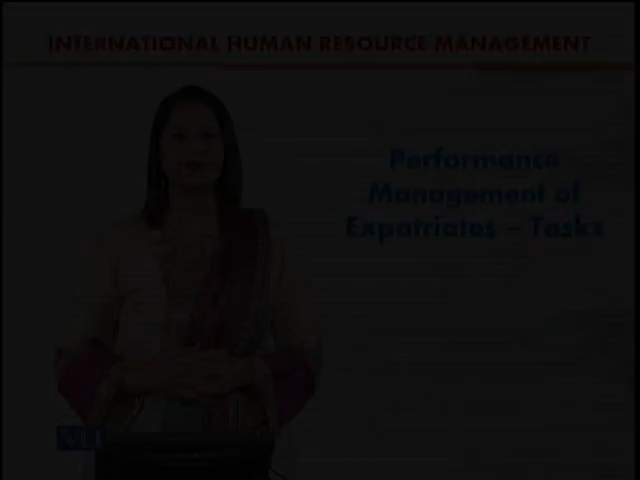 INTERNATIONAL HUMAN RESOURCE MANAGEMENT
Performance
Management of
Expatriates – Tasks